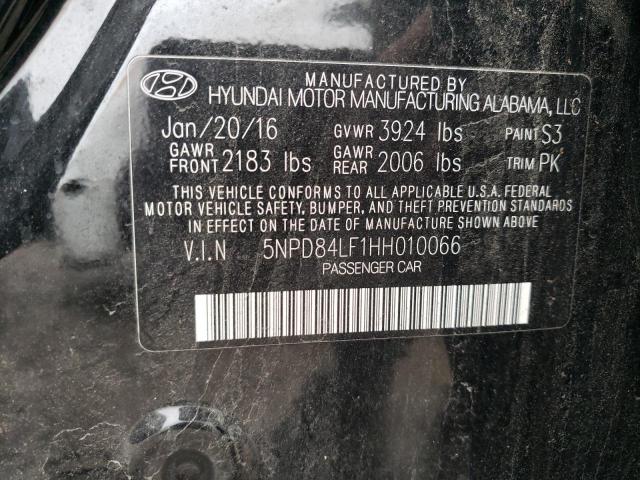 MANUFACTURED BY
HYUNDAI MOTOR MANUFACTURING ALABAMA, LLC
Jan/20/16 GVWR 3924 lbs PAINT S3
GAWR FRONT 2183 lbs GAWR REAR 2006 lbs TRIM PK
THIS VEHICLE CONFORMS TO ALL APPLICABLE U.S.A. FEDERAL
MOTOR VEHICLE SAFETY, BUMPER, AND THEFT PREVENTION STANDARDS
IN EFFECT ON THE DATE OF MANUFACTURE SHOWN ABOVE
V.I.N 5NPD84LF1HH010066
PASSENGER CAR